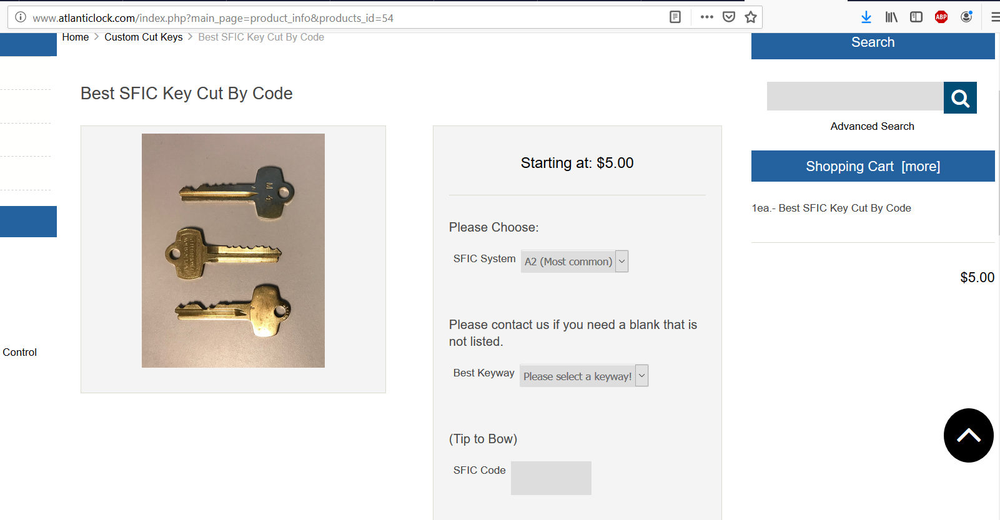 www.atlanticlock.com/index.php?main_page=product_info&products_id=54
ABP
Home > Custom Cut Keys > Best SFIC Key Cut By Code
Search
Best SFIC Key Cut By Code
Advanced Search
M 4
Starting at: $5.00
Shopping Cart [more]
1ea.- Best SFIC Key Cut By Code
Please Choose:
SFIC System A2 (Most common)
$5.00
Please contact us if you need a blank that is
not listed.
Control
Best Keyway Please select a keyway!
(Tip to Bow)
SFIC Code